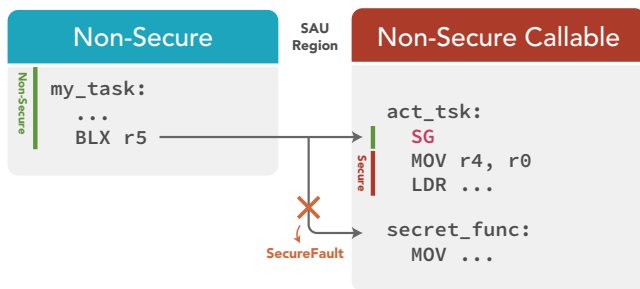 Non-Secure
SAU
Region
Non-Secure Callable
Non-Secure
my_task:
...
BLX r5
act_tsk:
SG
MOV r4, r0
LDR ...
Secure
secret_func:
MOV ...
SecureFault